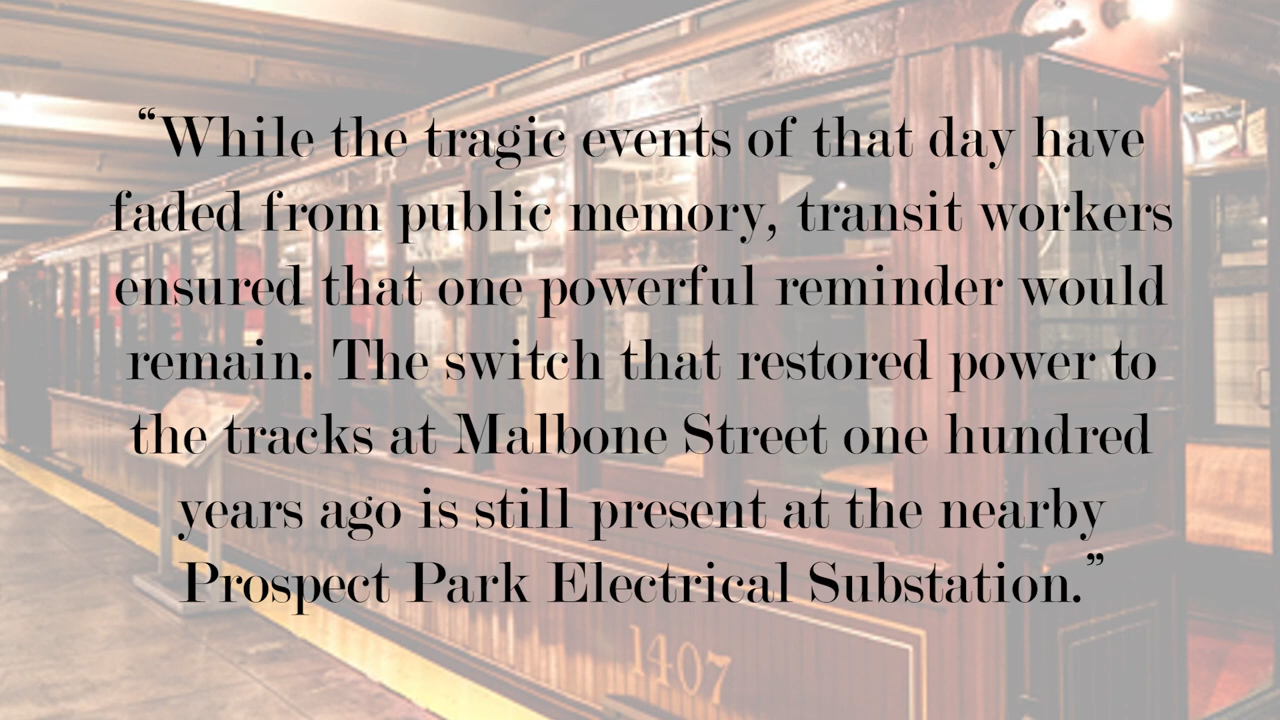 “While the tragic events of that day have
faded from public memory, transit workers
ensured that one powerful reminder would
remain. The switch that restored power to
the tracks at Malbone Street one hundred
years ago is still present at the nearby
Prospect Park Electrical Substation.”
1407